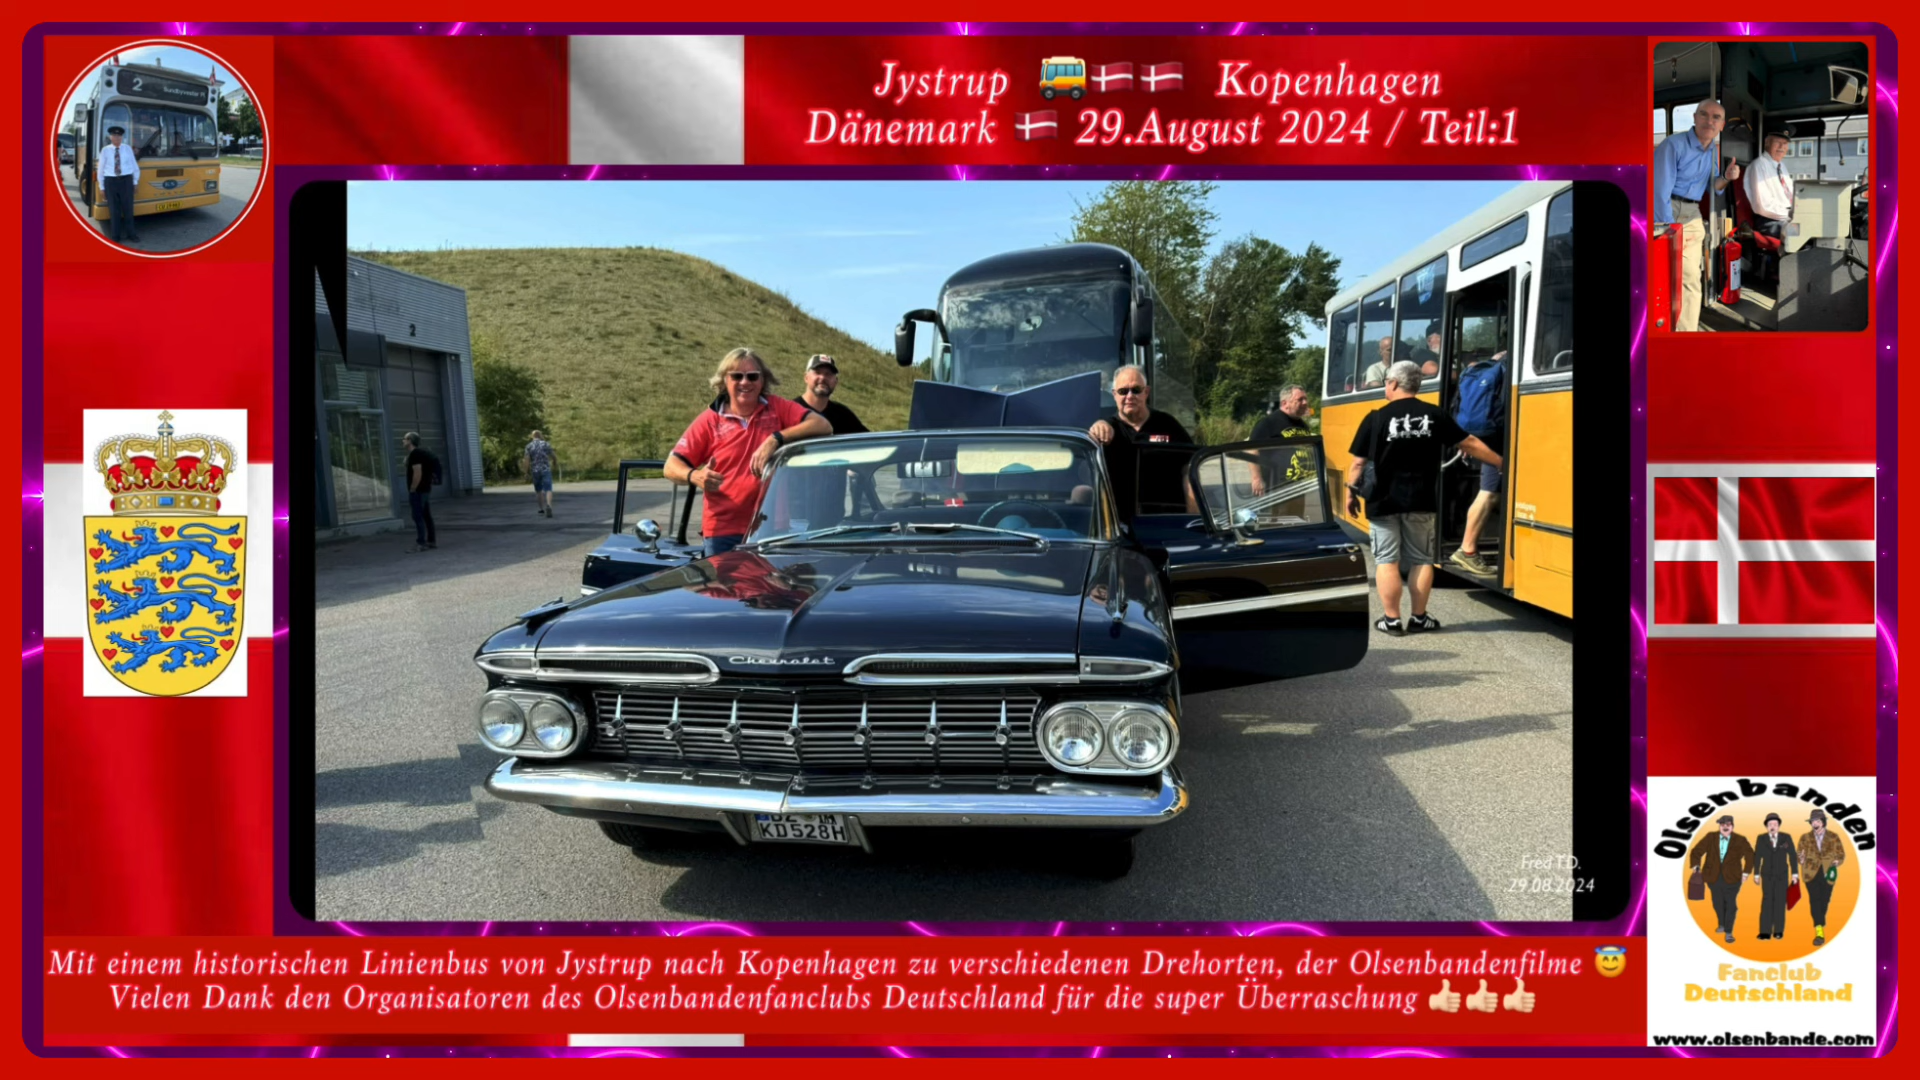 Jystrup 🚌🇩🇰🇩🇰 Kopenhagen
Dänemark 🇩🇰 29.August 2024 / Teil:1
2
2
Chevrolet
KD528H
Fred T.D.
29.08.2024
Olsenbanden
Fanclub
Deutschland
www.olsenbande.com
Mit einem historischen Linienbus von Jystrup nach Kopenhagen zu verschiedenen Drehorten, der Olsenbandenfilme 😇
Vielen Dank den Organisatoren des Olsenbandenfanclubs Deutschland für die super Überraschung 👍🏻👍🏻👍🏻